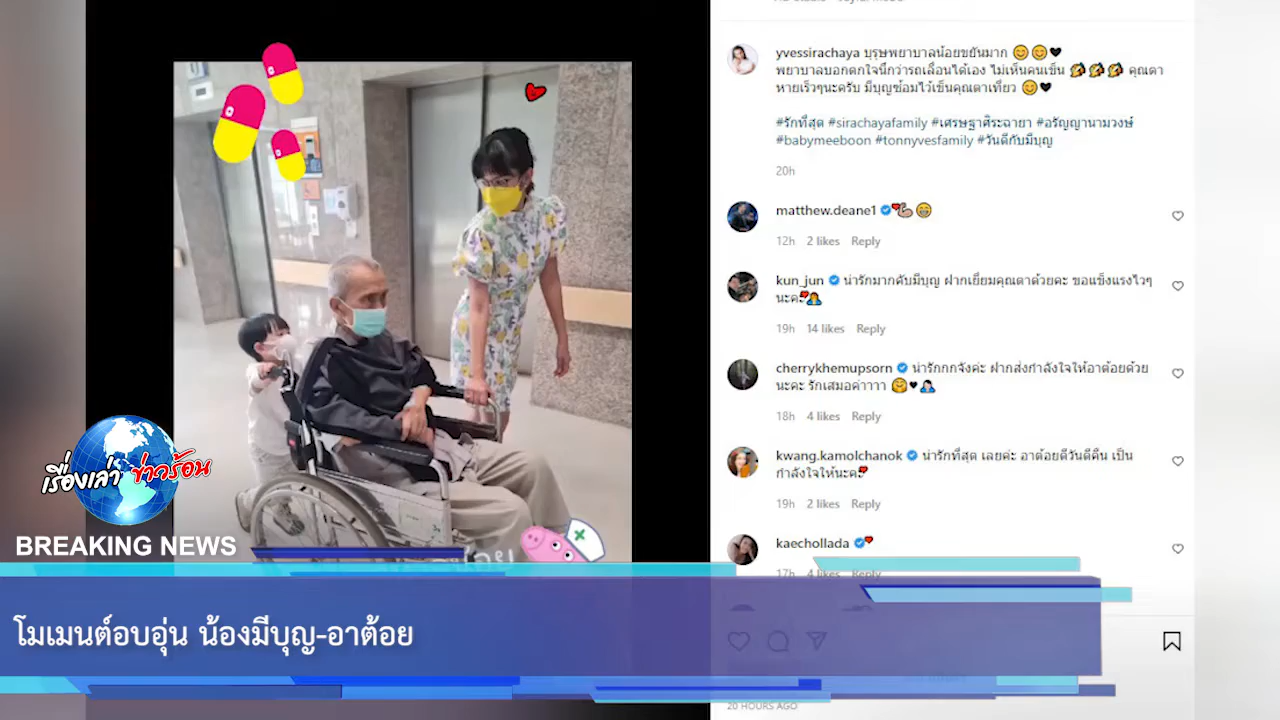 yvessirachaya บุรุษพยาบาลน้อยขยันมาก 😊😊🖤
พยาบาลบอกตกใจนึกว่ารถเลื่อนได้เอง ไม่เห็นคนเข็น 🤣🤣🤣 คุณตา
หายเร็วๆนะครับ มีบุญซ้อมไว้เข็นคุณตาเที่ยว 😊🖤
#รักที่สุด #sirachayafamily #เศรษฐาศิระฉายา #อรัญญานามวงษ์
#babymeeboon #tonnyvesfamily #วันดีกับมีบุญ
20h
matthew.deane1
12h 2 likes Reply
kun_jun น่ารักมากคับมีบุญ ฝากเยี่ยมคุณตาด้วยคะ ขอแข็งแรงไวๆ
นะคะ
19h 14 likes Reply
cherrykhemupsorn น่ารักกกจังค่ะ ฝากส่งกำลังใจให้อาต้อยด้วย
นะคะ รักเสมอค่าาาา
18h 4 likes Reply
kwang.kamolchanok น่ารักที่สุด เลยค่ะ อาต้อยดีวันดีคืน เป็น
กำลังใจให้นะคะ
19h 2 likes Reply
kaechollada
17h 4 likes Reply
เรื่องเล่า ข่าวร้อน
BREAKING NEWS
โมเมนต์อบอุ่น น้องมีบุญ-อาต้อย
20 HOURS AGO